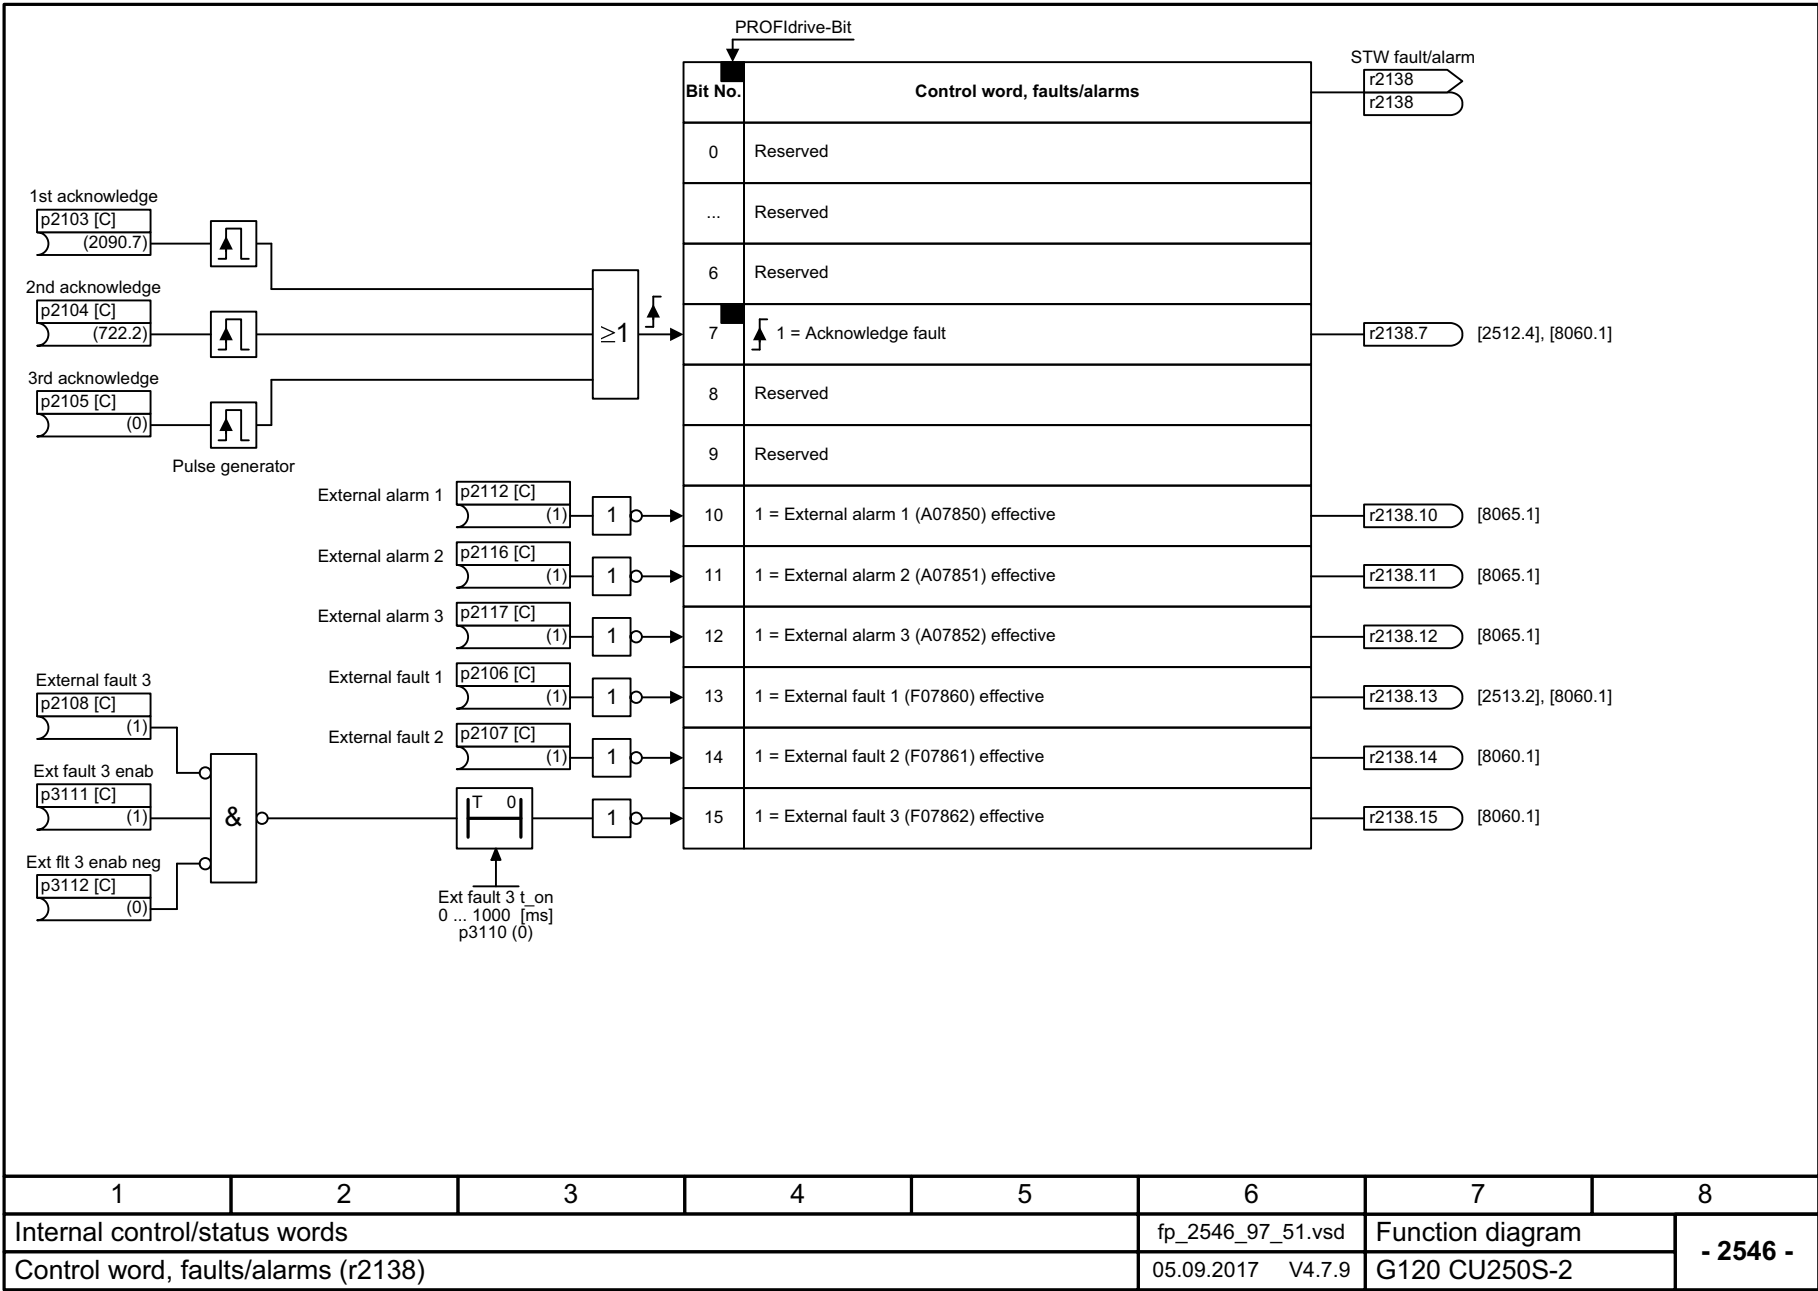 PROFIdrive-Bit
STW fault/alarm
r2138
r2138
Bit No.
Control word, faults/alarms
0
Reserved
...
Reserved
6
Reserved
7
1 = Acknowledge fault
r2138.7
[2512.4], [8060.1]
8
Reserved
9
Reserved
1st acknowledge
p2103 [C]
(2090.7)
2nd acknowledge
p2104 [C]
(722.2)
3rd acknowledge
p2105 [C]
(0)
Pulse generator
≥1
External alarm 1
p2112 [C]
(1)
1
10
1 = External alarm 1 (A07850) effective
r2138.10
[8065.1]
External alarm 2
p2116 [C]
(1)
1
11
1 = External alarm 2 (A07851) effective
r2138.11
[8065.1]
External alarm 3
p2117 [C]
(1)
1
12
1 = External alarm 3 (A07852) effective
r2138.12
[8065.1]
External fault 1
p2106 [C]
(1)
1
13
1 = External fault 1 (F07860) effective
r2138.13
[2513.2], [8060.1]
External fault 2
p2107 [C]
(1)
1
14
1 = External fault 2 (F07861) effective
r2138.14
[8060.1]
External fault 3
p2108 [C]
(1)
Ext fault 3 enab
p3111 [C]
(1)
Ext flt 3 enab neg
p3112 [C]
(0)
&
T 0
1
15
1 = External fault 3 (F07862) effective
r2138.15
[8060.1]
Ext fault 3 t_on
0 ... 1000 [ms]
p3110 (0)
1 2 3 4 5 6 7 8
Internal control/status words
fp_2546_97_51.vsd
Function diagram
- 2546 -
Control word, faults/alarms (r2138)
05.09.2017 V4.7.9
G120 CU250S-2